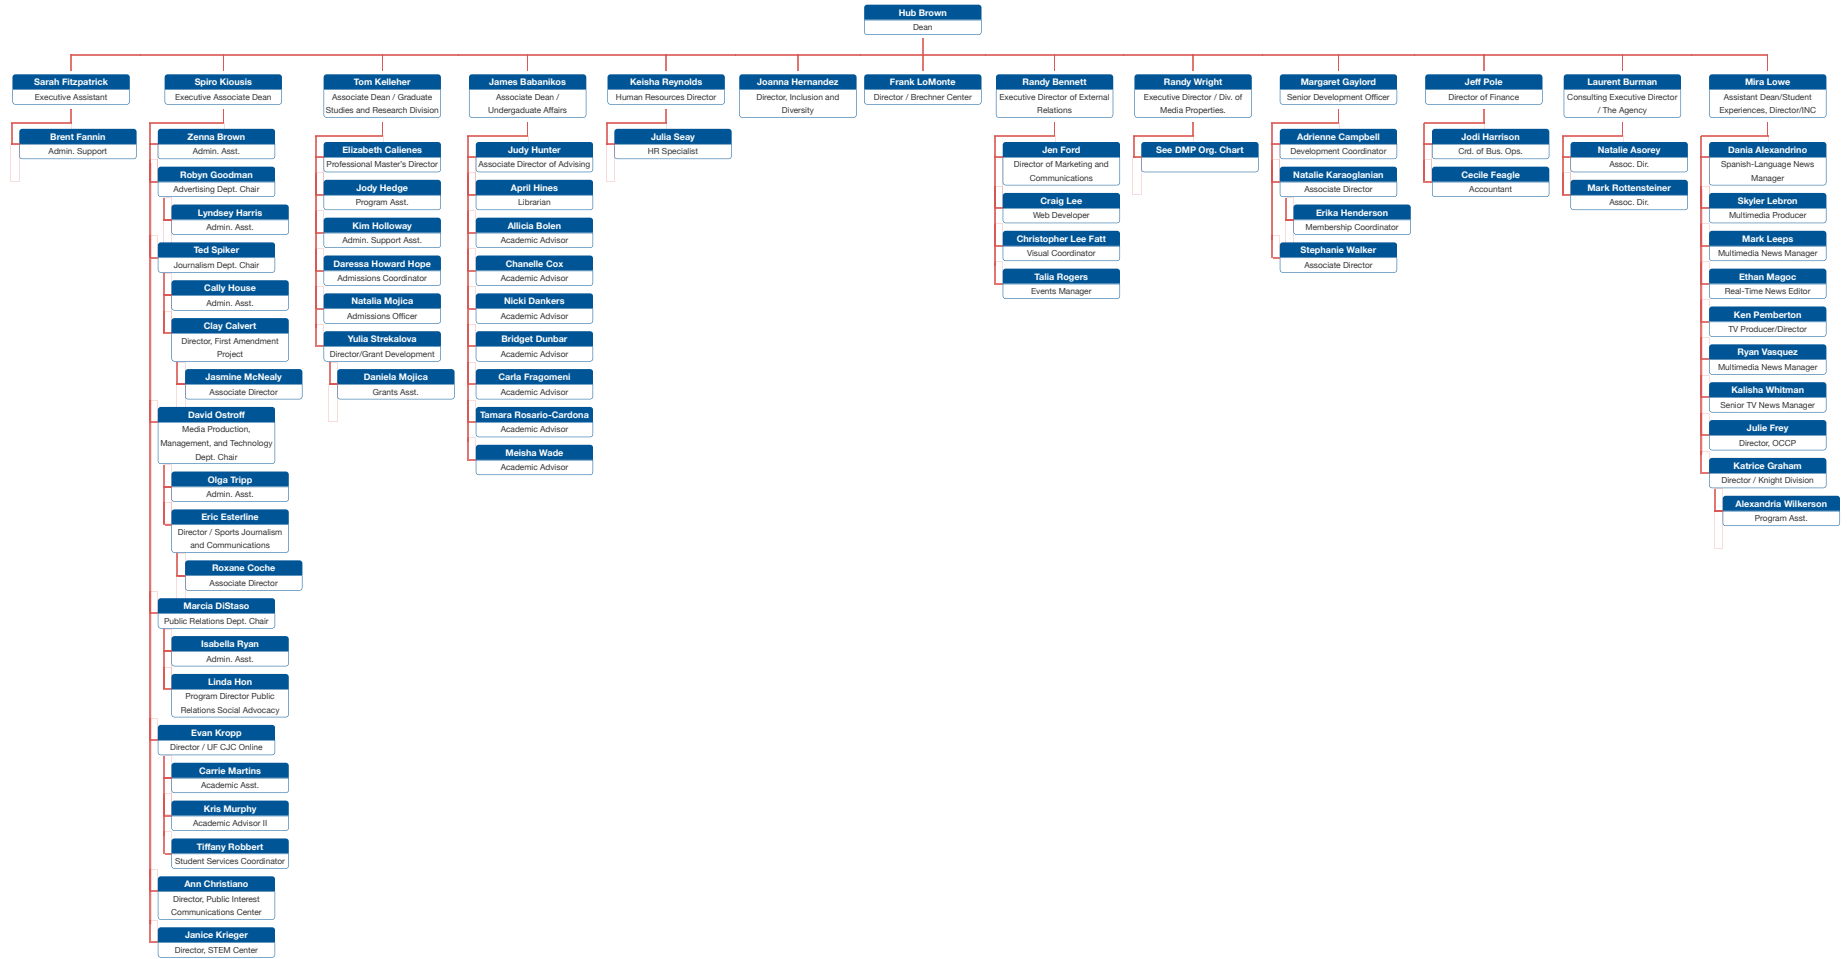 Hub Brown
Dean
Sarah Fitzpatrick
Executive Assistant
Brent Fannin
Admin. Support
Spiro Kiousis
Executive Associate Dean
Zenna Brown
Admin. Asst.
Robyn Goodman
Advertising Dept. Chair
Lyndsey Harris
Admin. Asst.
Ted Spiker
Journalism Dept. Chair
Cally House
Admin. Asst.
Clay Calvert
Director, First Amendment
Project
Jasmine McNealy
Associate Director
David Ostroff
Media Production,
Management, and Technology
Dept. Chair
Olga Tripp
Admin. Asst.
Eric Esterline
Director / Sports Journalism
and Communications
Roxane Coche
Associate Director
Marcia DiStaso
Public Relations Dept. Chair
Isabella Ryan
Admin. Asst.
Linda Hon
Program Director Public
Relations Social Advocacy
Evan Kropp
Director / UF CJC Online
Carrie Martins
Academic Asst.
Kris Murphy
Academic Advisor II
Tiffany Robbert
Student Services Coordinator
Ann Christiano
Director, Public Interest
Communications Center
Janice Krieger
Director, STEM Center
Tom Kelleher
Associate Dean / Graduate
Studies and Research Division
Elizabeth Calienes
Professional Master's Director
Jody Hedge
Program Asst.
Kim Holloway
Admin. Support Asst.
Daressa Howard Hope
Admissions Coordinator
Natalia Mojica
Admissions Officer
Yulia Strekalova
Director/Grant Development
Daniela Mojica
Grants Asst.
James Babanikos
Associate Dean /
Undergraduate Affairs
Judy Hunter
Associate Director of Advising
April Hines
Librarian
Allicia Bolen
Academic Advisor
Chanelle Cox
Academic Advisor
Nicki Dankers
Academic Advisor
Bridget Dunbar
Academic Advisor
Carla Fragomeni
Academic Advisor
Tamara Rosario-Cardona
Academic Advisor
Meisha Wade
Academic Advisor
Keisha Reynolds
Human Resources Director
Julia Seay
HR Specialist
Joanna Hernandez
Director, Inclusion and
Diversity
Frank LoMonte
Director / Brechner Center
Randy Bennett
Executive Director of External
Relations
Jen Ford
Director of Marketing and
Communications
Craig Lee
Web Developer
Christopher Lee Fatt
Visual Coordinator
Talia Rogers
Events Manager
Randy Wright
Executive Director / Div. of
Media Properties.
See DMP Org. Chart
Margaret Gaylord
Senior Development Officer
Adrienne Campbell
Development Coordinator
Natalie Karaoglanian
Associate Director
Erika Henderson
Membership Coordinator
Stephanie Walker
Associate Director
Jeff Pole
Director of Finance
Jodi Harrison
Crd. of Bus. Ops.
Cecile Feagle
Accountant
Laurent Burman
Consulting Executive Director
/ The Agency
Natalie Asorey
Assoc. Dir.
Mark Rottensteiner
Assoc. Dir.
Mira Lowe
Assistant Dean/Student
Experiences, Director/INC
Dania Alexandrino
Spanish-Language News
Manager
Skyler Lebron
Multimedia Producer
Mark Leeps
Multimedia News Manager
Ethan Magoc
Real-Time News Editor
Ken Pemberton
TV Producer/Director
Ryan Vasquez
Multimedia News Manager
Kalisha Whitman
Senior TV News Manager
Julie Frey
Director, OCCP
Katrice Graham
Director / Knight Division
Alexandria Wilkerson
Program Asst.